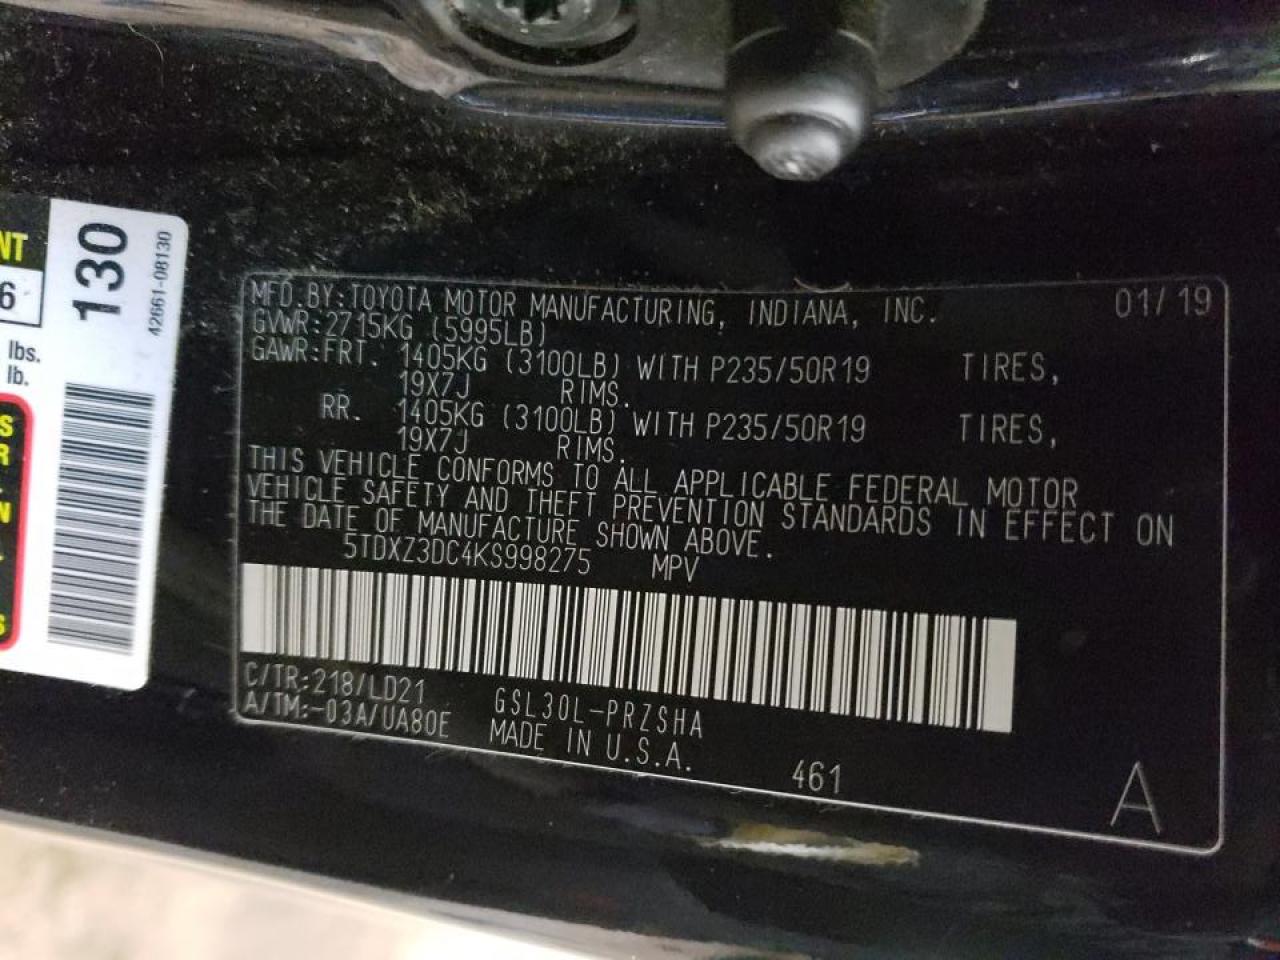 NT
6
lbs.
lb.
S
R
N
S
130
42661-08130
MFD.BY:TOYOTA MOTOR MANUFACTURING, INDIANA, INC. 01/19
GVWR:2715KG (5995LB)
GAWR:FRT. 1405KG (3100LB) WITH P235/50R19 TIRES,
19X7J RIMS.
RR. 1405KG (3100LB) WITH P235/50R19 TIRES,
19X7J RIMS.
THIS VEHICLE CONFORMS TO ALL APPLICABLE FEDERAL MOTOR
VEHICLE SAFETY AND THEFT PREVENTION STANDARDS IN EFFECT ON
THE DATE OF MANUFACTURE SHOWN ABOVE.
5TDXZ3DC4KS998275 MPV
C/TR:218/LD21 GSL30L-PRZSHA
A/TM:-03A/UA80E MADE IN U.S.A.
461 A